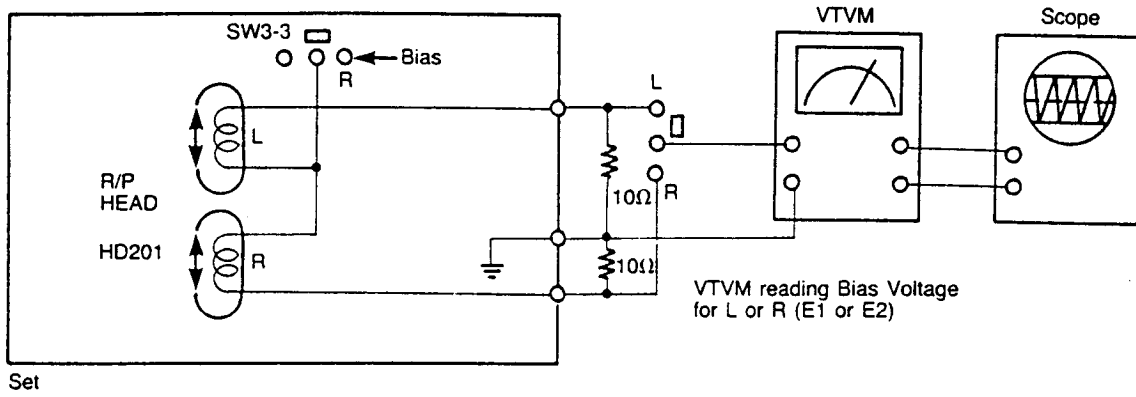 VTVM
Scope
SW3-3
Bias
R
L
L
R/P
HEAD
10Ω
R
HD201
R
10Ω
VTVM reading Bias Voltage
for L or R (E1 or E2)
Set